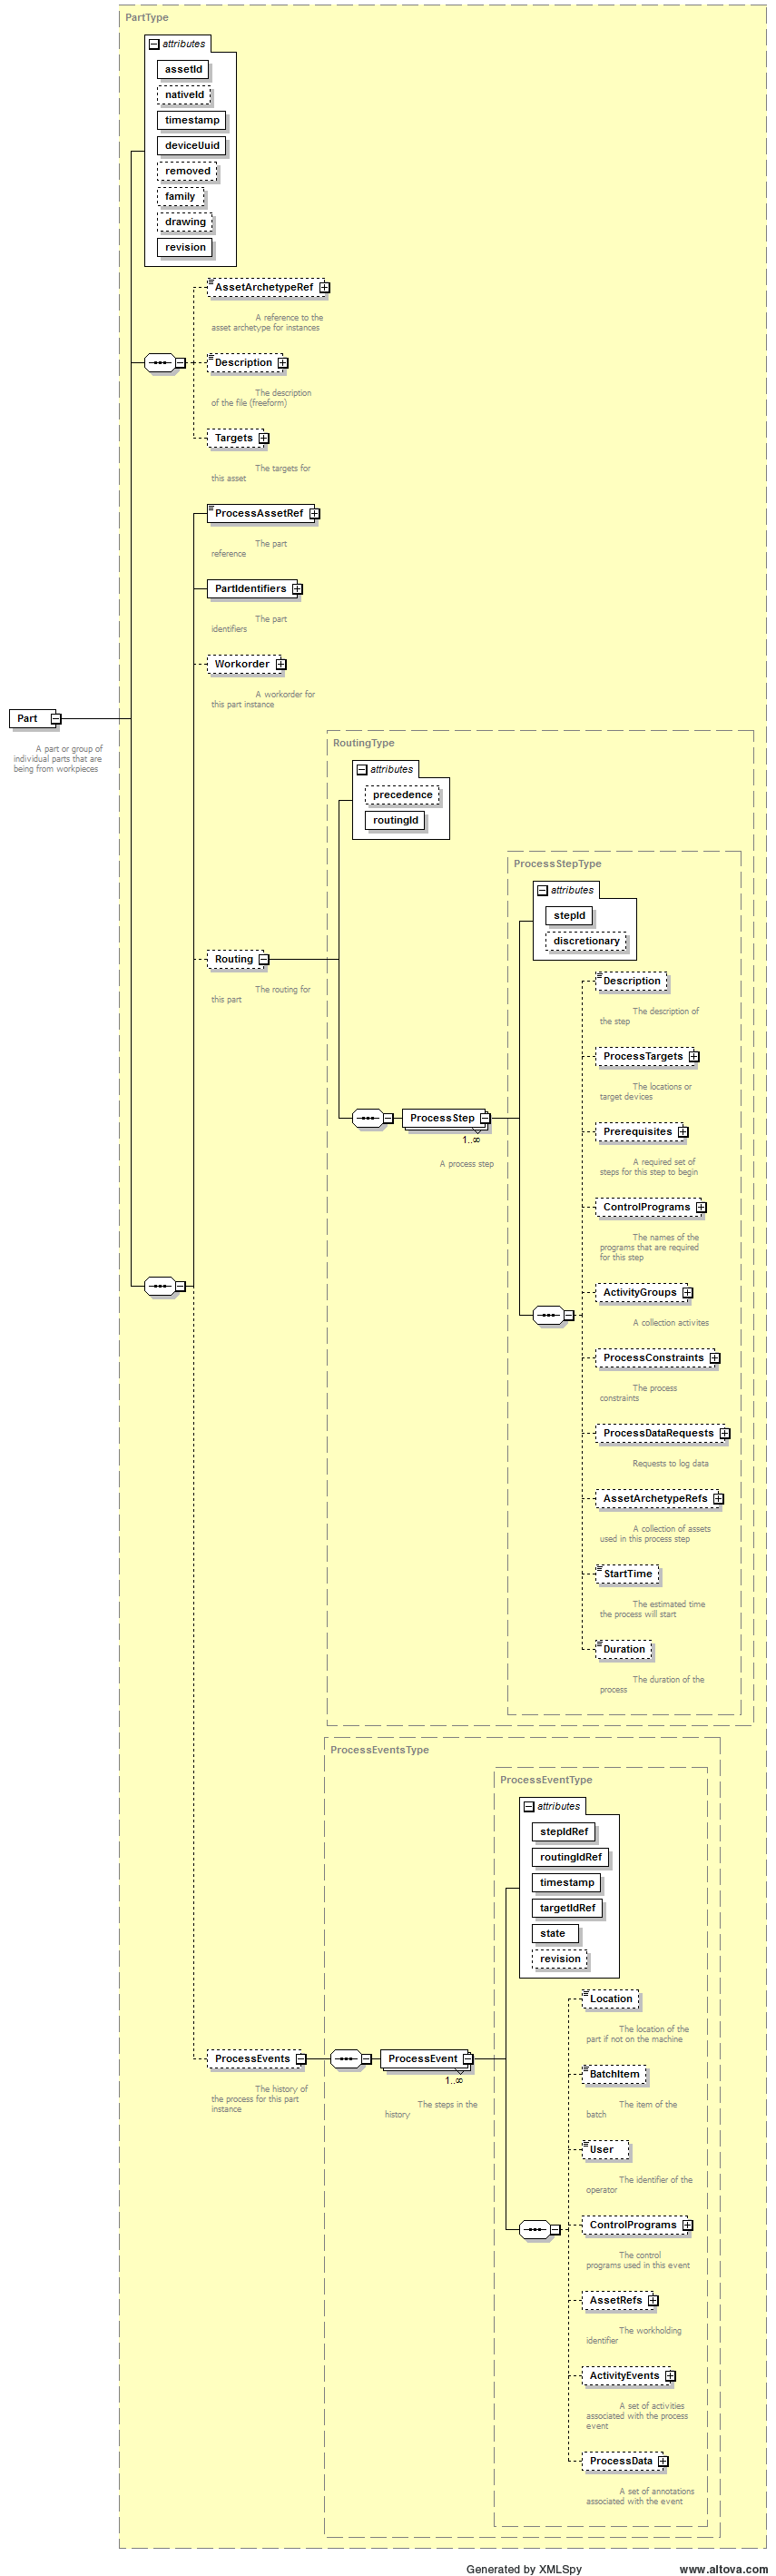 PartType
attributes
assetId
nativeId
timestamp
deviceUuid
removed
family
drawing
revision
AssetArchetypeRef
A reference to the
asset archetype for instances
Description
The description
of the file (freeform)
Targets
The targets for
this asset
ProcessAssetRef
The part
reference
PartIdentifiers
The part
identifiers
Workorder
A workorder for
this part instance
Part
A part or group of
individual parts that are
being from workpieces
RoutingType
attributes
precedence
routingId
ProcessStepType
attributes
stepId
discretionary
Routing
The routing for
this part
Description
The description of
the step
ProcessTargets
The locations or
target devices
ProcessStep
1..∞
A process step
Prerequisites
A required set of
steps for this step to begin
ControlPrograms
The names of the
programs that are required
for this step
ActivityGroups
A collection activites
ProcessConstraints
The process
constraints
ProcessDataRequests
Requests to log data
AssetArchetypeRefs
A collection of assets
used in this process step
StartTime
The estimated time
the process will start
Duration
The duration of the
process
ProcessEventsType
ProcessEventType
attributes
stepIdRef
routingIdRef
timestamp
targetIdRef
state
revision
Location
The location of the
part if not on the machine
ProcessEvents
The history of
the process for this part
instance
ProcessEvent
1..∞
The steps in the
history
BatchItem
The item of the
batch
User
The identifier of the
operator
ControlPrograms
The control
programs used in this event
AssetRefs
The workholding
identifier
ActivityEvents
A set of activities
associated with the process
event
ProcessData
A set of annotations
associated with the event
Generated by XMLSpy
www.altova.com